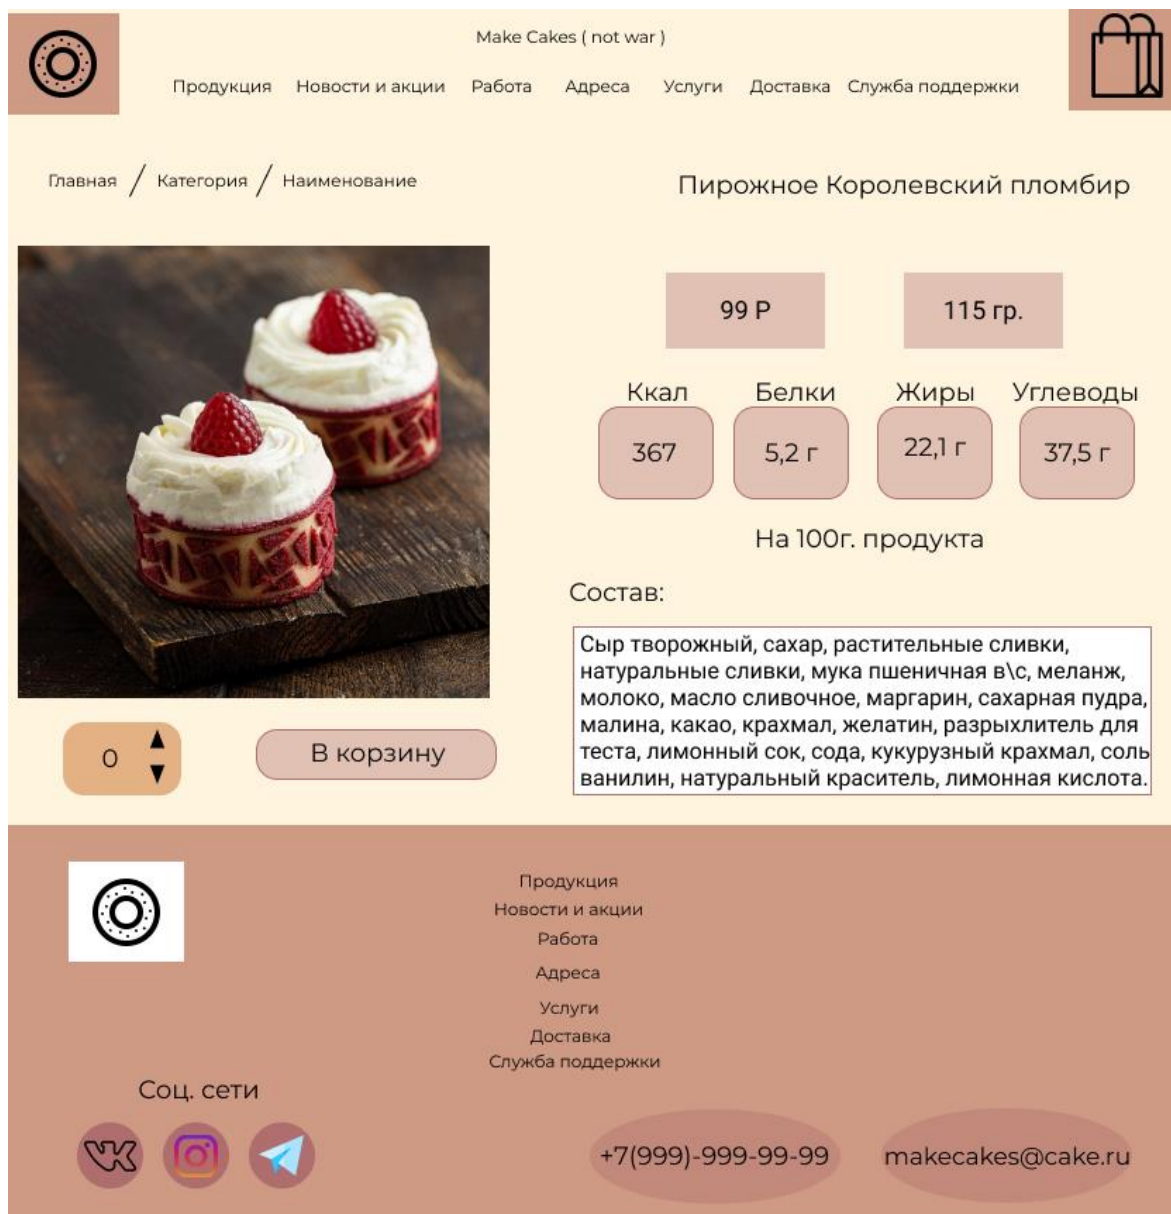 Make Cakes ( not war )
Продукция Новости и акции Работа Адреса Услуги Доставка Служба поддержки
Главная / Категория / Наименование
Пирожное Королевский пломбир
99 Р
115 гр.
Ккал Белки Жиры Углеводы
367 5,2 г 22,1 г 37,5 г
На 100г. продукта
Состав:
Сыр творожный, сахар, растительные сливки,
натуральные сливки, мука пшеничная в\с, меланж,
молоко, масло сливочное, маргарин, сахарная пудра,
малина, какао, крахмал, желатин, разрыхлитель для
теста, лимонный сок, сода, кукурузный крахмал, соль
ванилин, натуральный краситель, лимонная кислота.
0
В корзину
Продукция
Новости и акции
Работа
Адреса
Услуги
Доставка
Служба поддержки
Соц. сети
+7(999)-999-99-99
makecakes@cake.ru